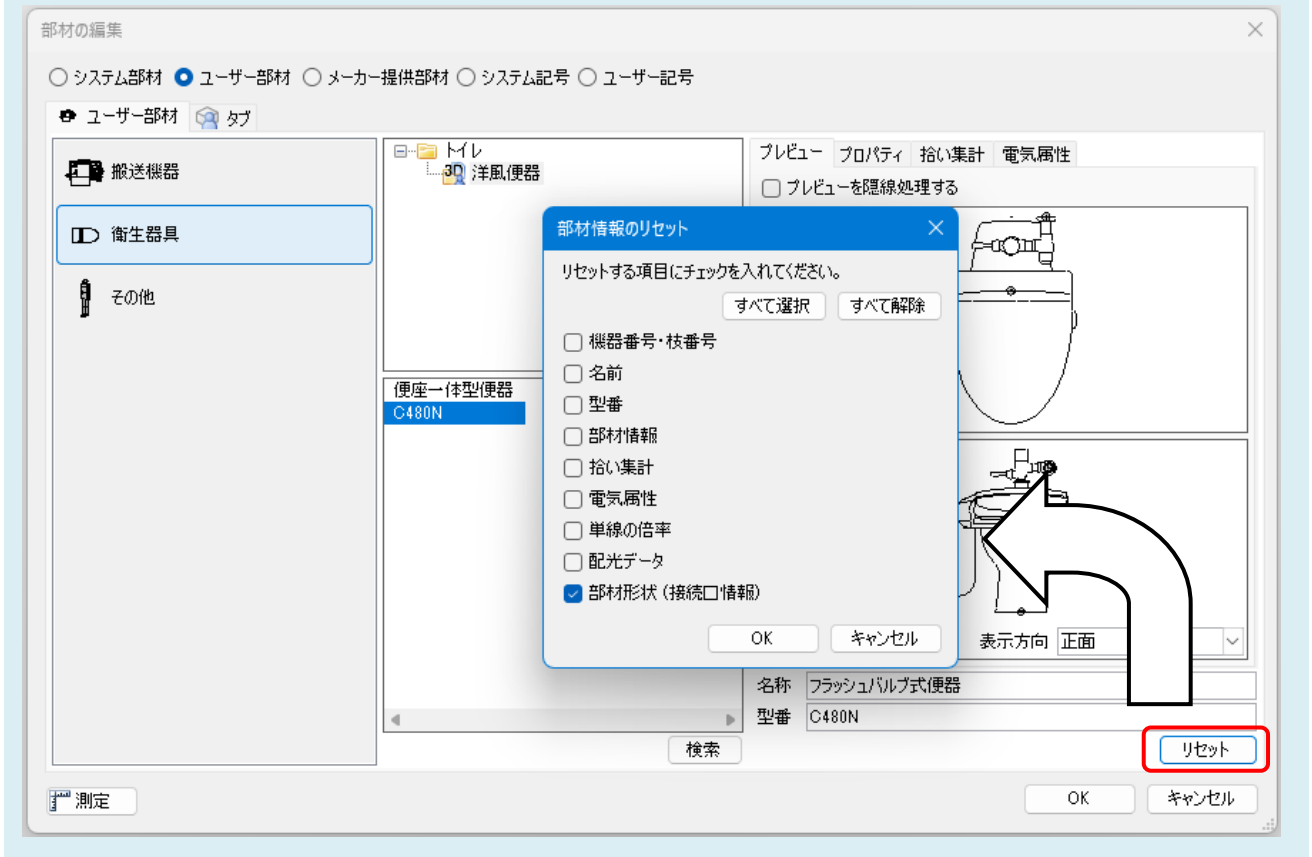 部材の編集
システム部材 ユーザー部材 メーカー提供部材 システム記号 ユーザー記号
ユーザー部材 タブ
搬送機器
衛生器具
その他
トイレ
3D 洋風便器
便座一体型便器
C480N
検索
プレビュー プロパティ 拾い集計 電気属性
プレビューを隠線処理する
表示方向 正面
名称 フラッシュバルブ式便器
型番 C480N
リセット
部材情報のリセット
リセットする項目にチェックを入れてください。
すべて選択 すべて解除
機器番号・枝番号
名前
型番
部材情報
拾い集計
電気属性
単線の倍率
配光データ
部材形状(接続口情報)
OK キャンセル
測定
OK キャンセル